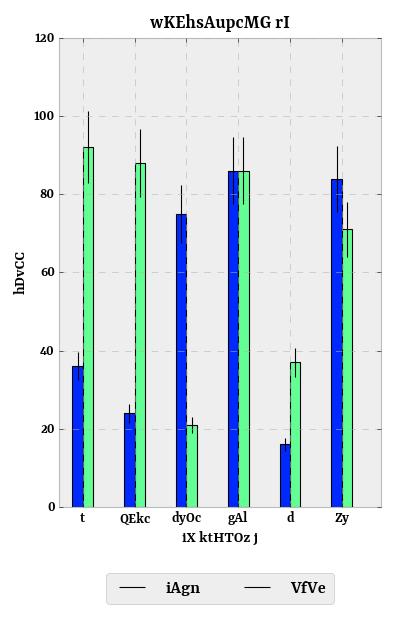 wKEhsAupcMG rI
120
100
80
60
40
20
0
hDvCC
t QEkc dyOc gAl d Zy
iX ktHTOz j
iAgn VfVe